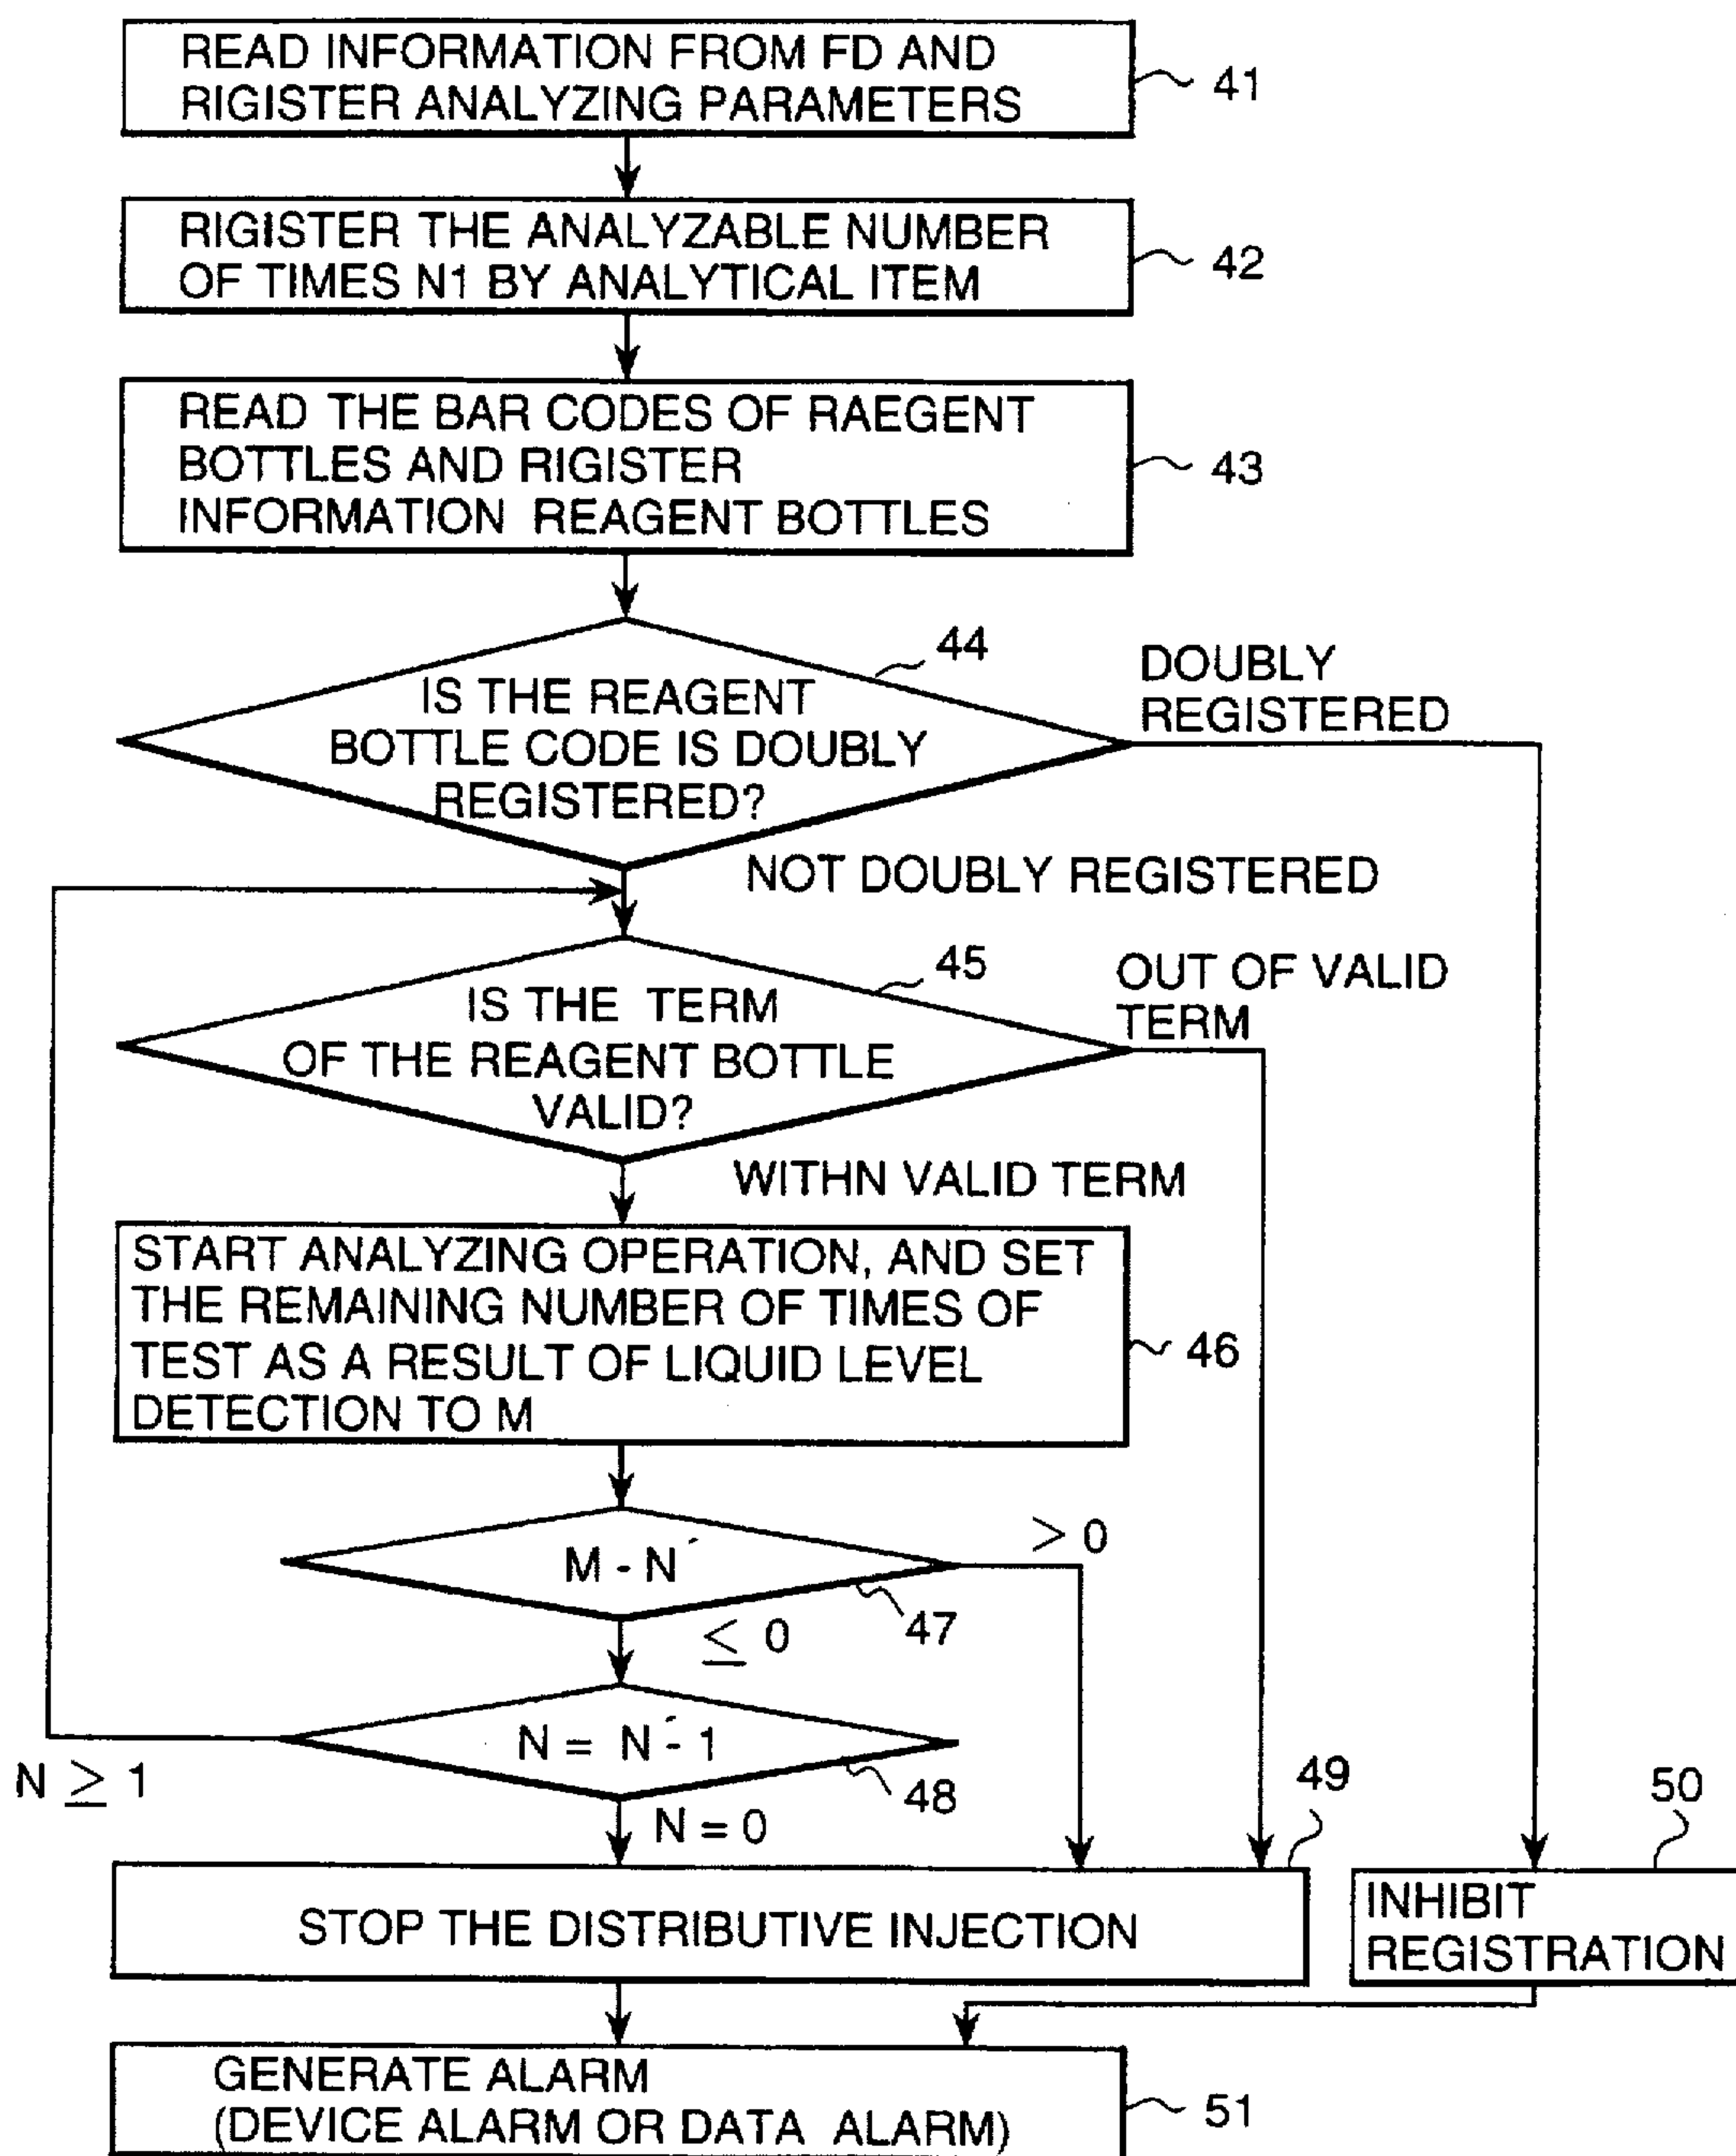 READ INFORMATION FROM FD AND
RIGISTER ANALYZING PARAMETERS
41
RIGISTER THE ANALYZABLE NUMBER
OF TIMES N1 BY ANALYTICAL ITEM
42
READ THE BAR CODES OF RAEGENT
BOTTLES AND RIGISTER
INFORMATION REAGENT BOTTLES
43
44
IS THE REAGENT
BOTTLE CODE IS DOUBLY
REGISTERED?
DOUBLY
REGISTERED
NOT DOUBLY REGISTERED
45
IS THE TERM
OF THE REAGENT BOTTLE
VALID?
OUT OF VALID
TERM
WITHN VALID TERM
START ANALYZING OPERATION, AND SET
THE REMAINING NUMBER OF TIMES OF
TEST AS A RESULT OF LIQUID LEVEL
DETECTION TO M
46
M - N´
> 0
47
≤ 0
N = N´- 1
48
N ≥ 1
N = 0
49
50
STOP THE DISTRIBUTIVE INJECTION
INHIBIT
REGISTRATION
GENERATE ALARM
(DEVICE ALARM OR DATA ALARM)
51